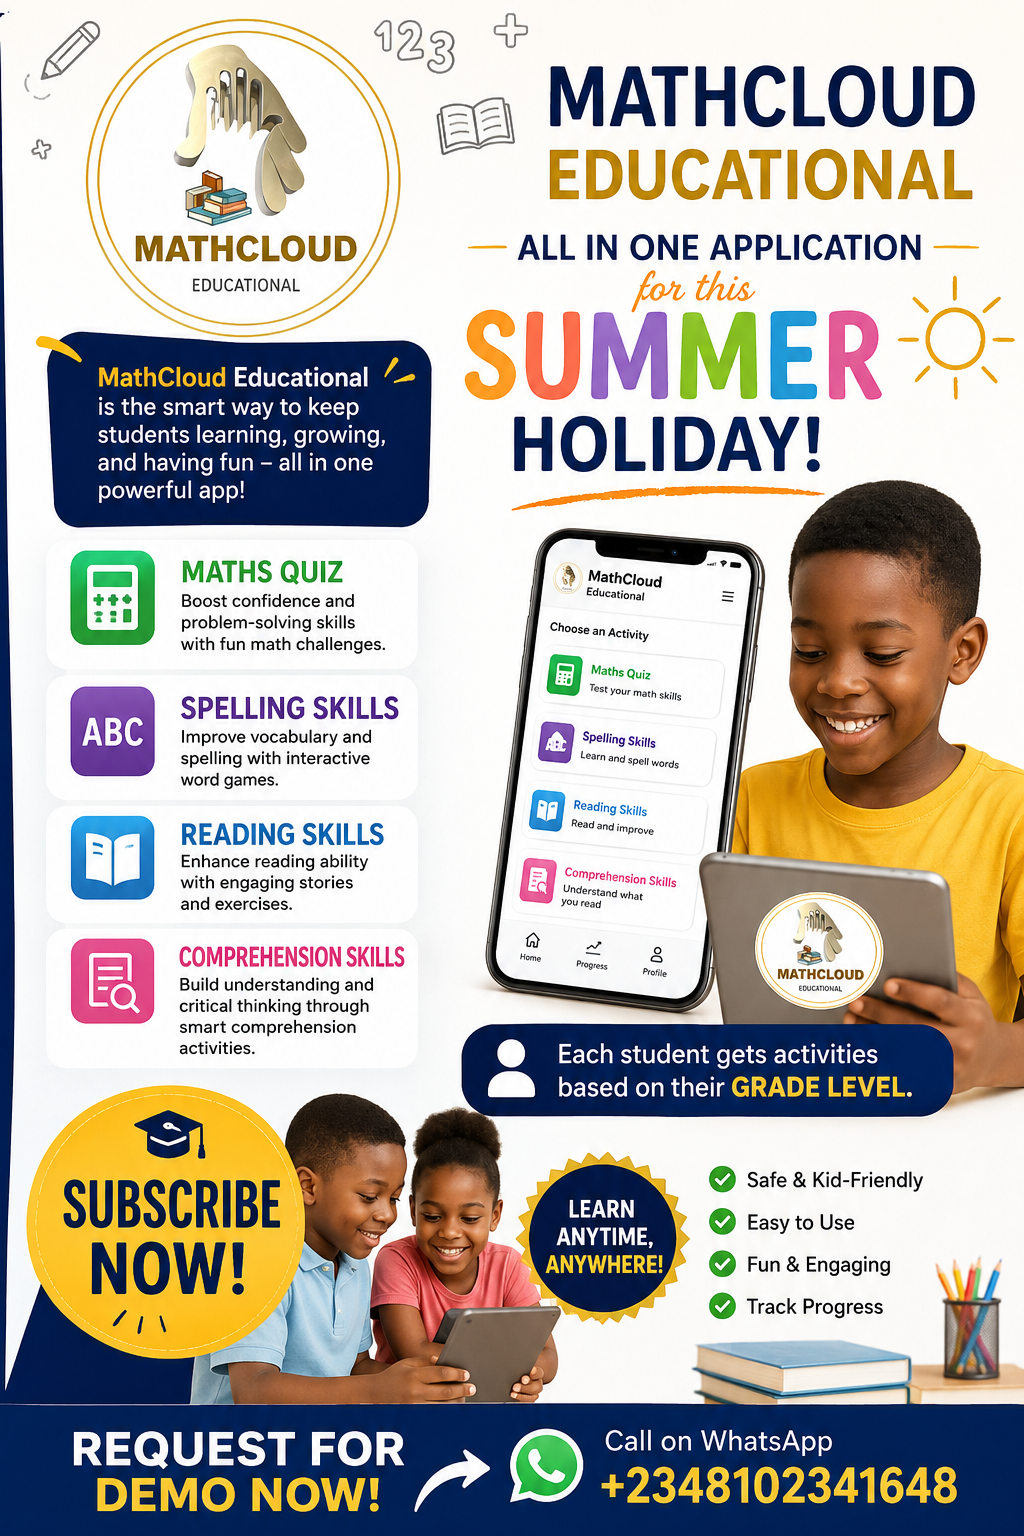 123
MATHCLOUD
EDUCATIONAL
MATHCLOUD
EDUCATIONAL
ALL IN ONE APPLICATION
for this
SUMMER
HOLIDAY!
MathCloud Educational
is the smart way to keep
students learning, growing,
and having fun – all in one
powerful app!
MATHS QUIZ
Boost confidence and
problem-solving skills
with fun math challenges.
ABC
SPELLING SKILLS
Improve vocabulary and
spelling with interactive
word games.
READING SKILLS
Enhance reading ability
with engaging stories
and exercises.
COMPREHENSION SKILLS
Build understanding and
critical thinking through
smart comprehension
activities.
MathCloud
Educational
Choose an Activity
Maths Quiz
Test your math skills
ABC
Spelling Skills
Learn and spell words
Reading Skills
Read and improve
Comprehension Skills
Understand what
you read
Home
Progress
Profile
MATHCLOUD
EDUCATIONAL
Each student gets activities
based on their GRADE LEVEL.
SUBSCRIBE
NOW!
LEARN
ANYTIME,
ANYWHERE!
Safe & Kid-Friendly
Easy to Use
Fun & Engaging
Track Progress
REQUEST FOR
DEMO NOW!
Call on WhatsApp
+2348102341648